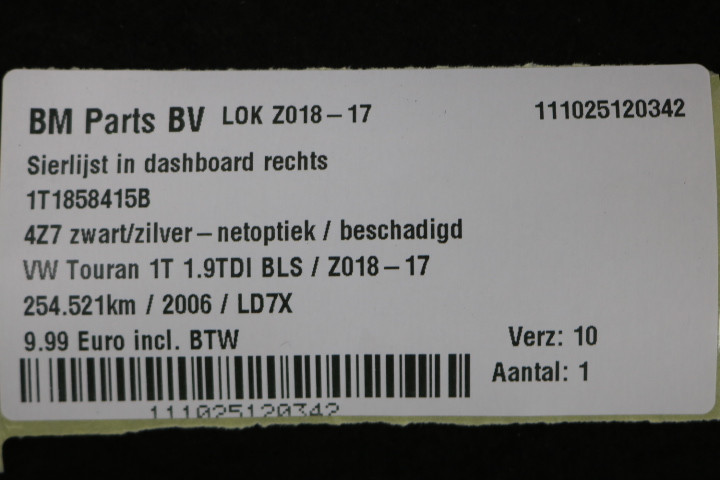 BM Parts BV LOK Z018-17 111025120342
Sierlijst in dashboard rechts
1T1858415B
4Z7 zwart/zilver-netoptiek / beschadigd
VW Touran 1T 1.9TDI BLS / Z018-17
254.521km / 2006 / LD7X
9.99 Euro incl. BTW Verz: 10
Aantal: 1
111025120342